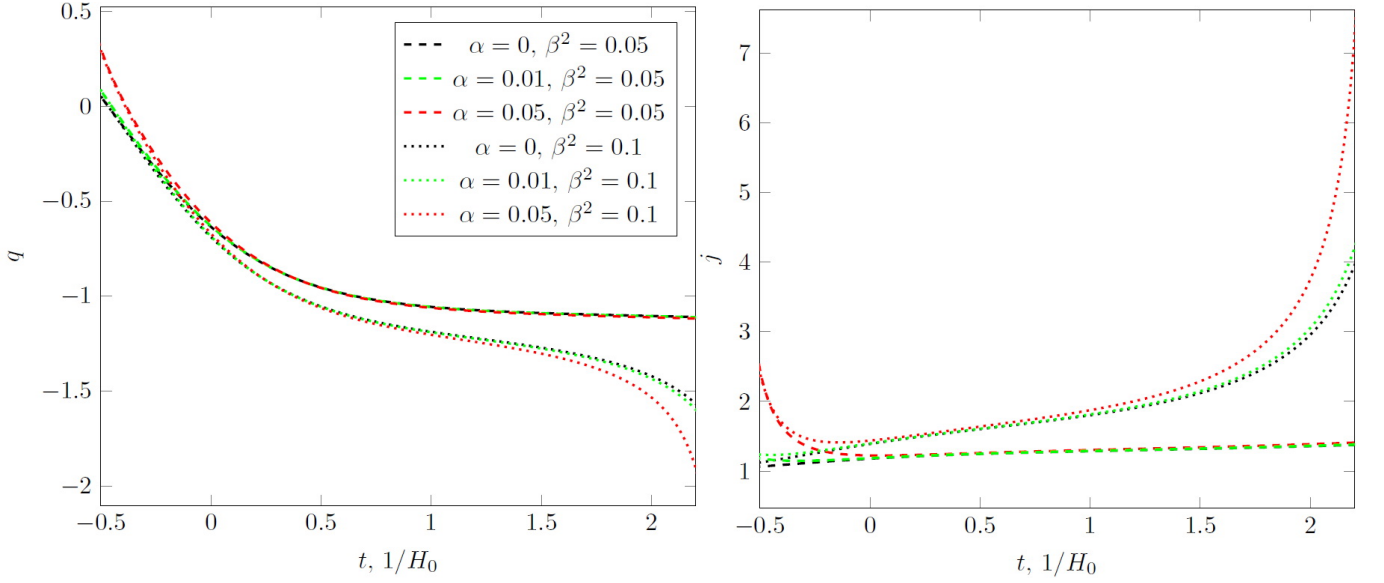 0.5
0
−0.5
−1
−1.5
−2
q
−0.5
0
0.5
1
1.5
2
t, 1/H₀
α = 0, β² = 0.05
α = 0.01, β² = 0.05
α = 0.05, β² = 0.05
α = 0, β² = 0.1
α = 0.01, β² = 0.1
α = 0.05, β² = 0.1
7
6
5
4
3
2
1
j
−0.5
0
0.5
1
1.5
2
t, 1/H₀